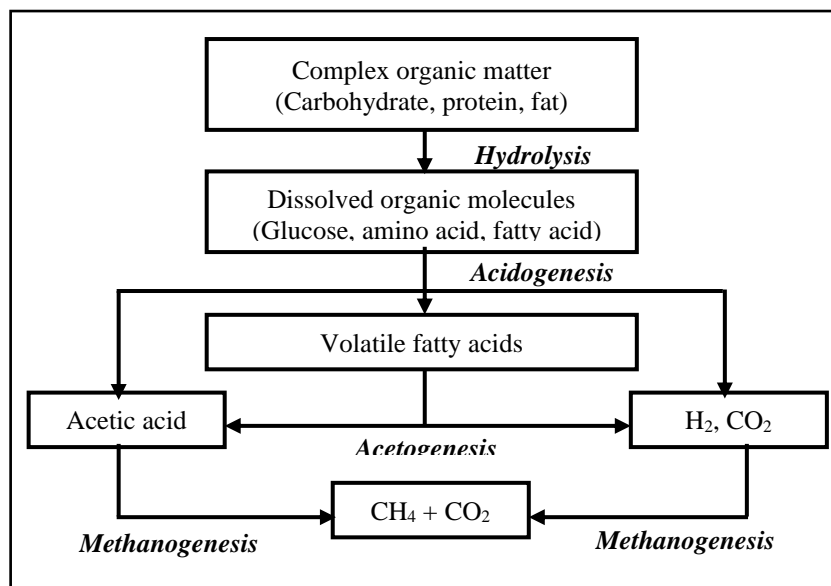 Complex organic matter
(Carbohydrate, protein, fat)
Hydrolysis
Dissolved organic molecules
(Glucose, amino acid, fatty acid)
Acidogenesis
Volatile fatty acids
Acetic acid
H₂, CO₂
Acetogenesis
CH₄ + CO₂
Methanogenesis
Methanogenesis